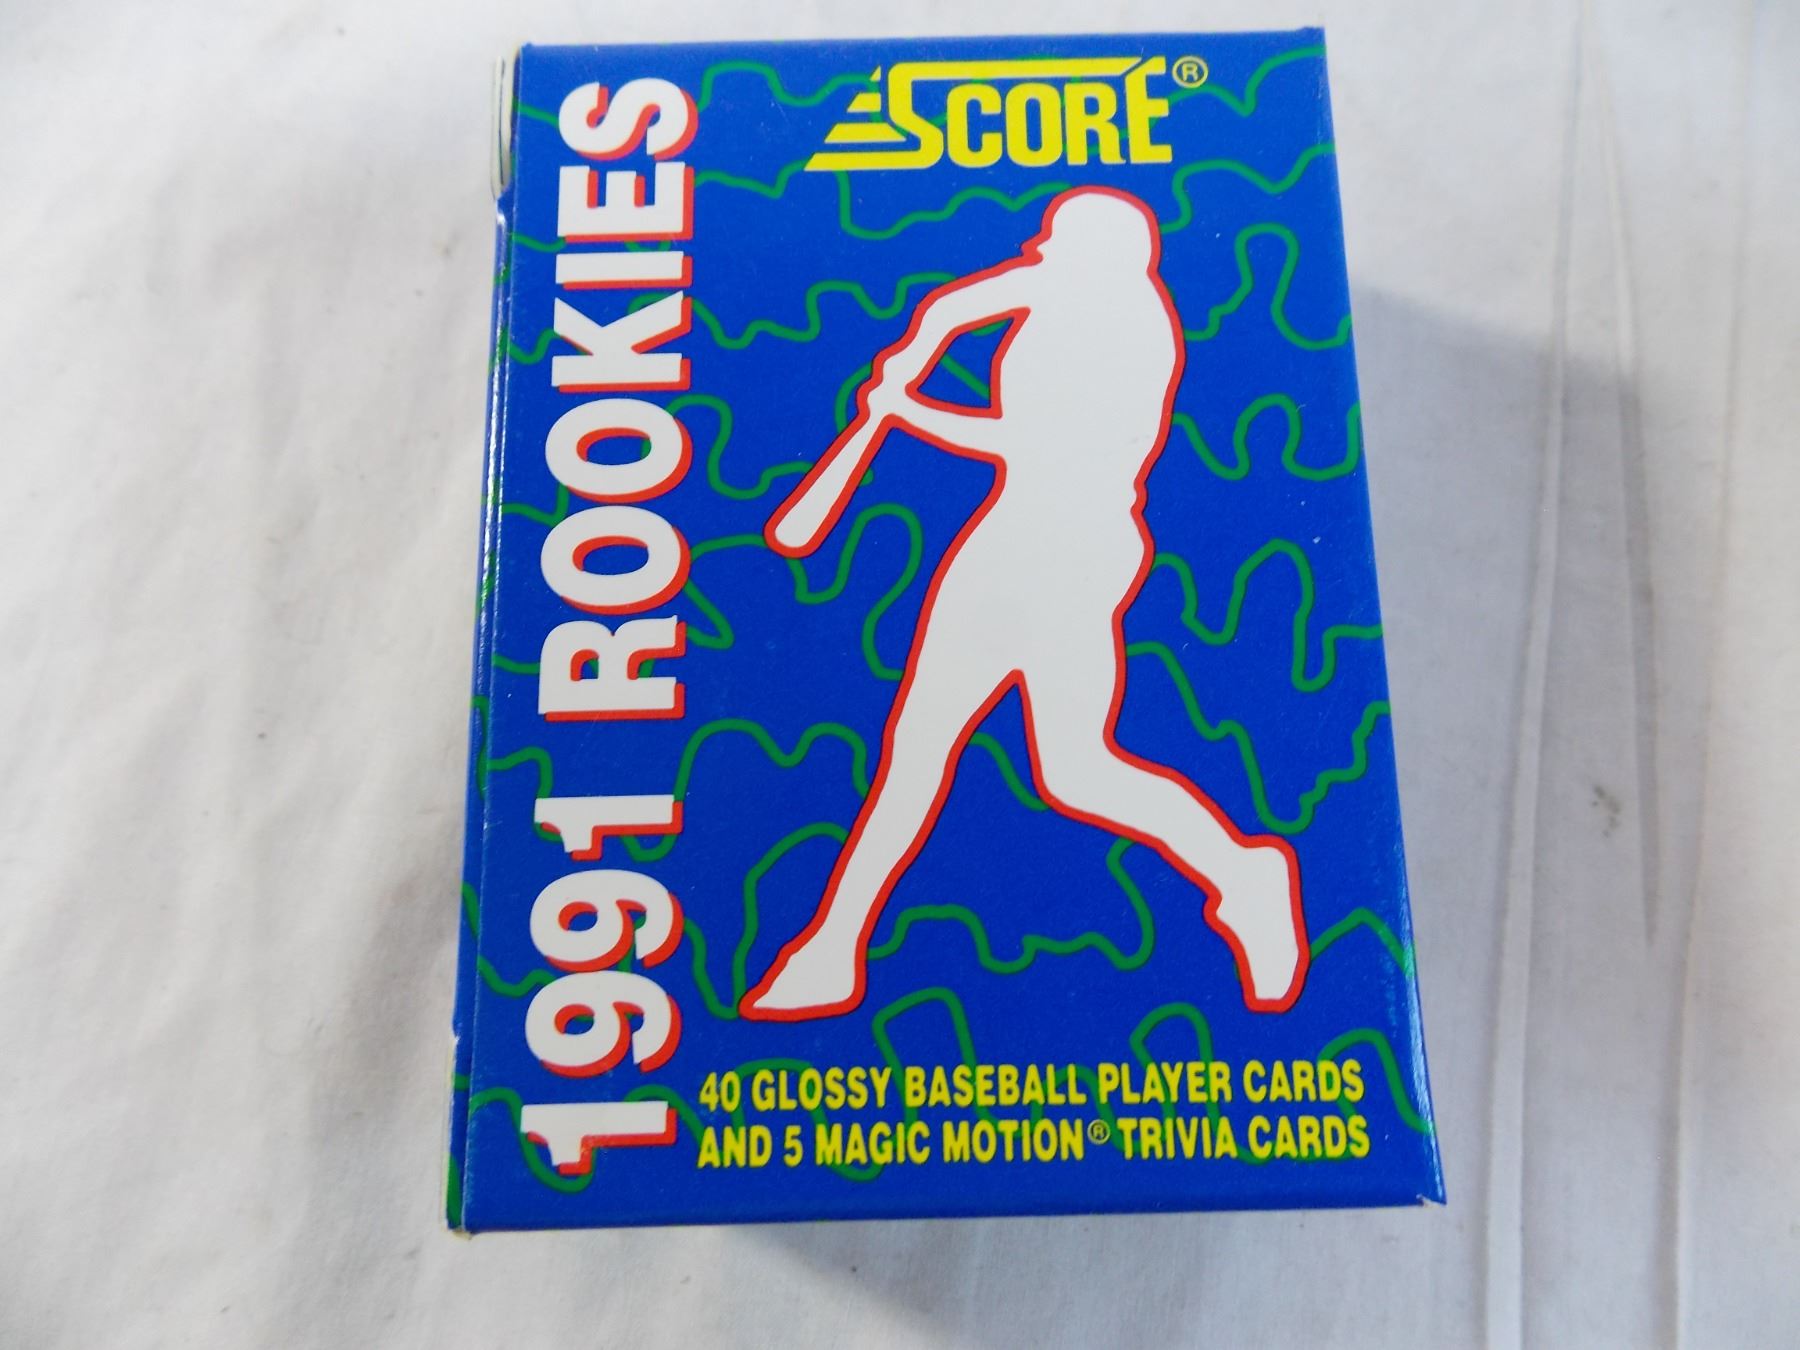 SCORE®
1991 ROOKIES
40 GLOSSY BASEBALL PLAYER CARDS
AND 5 MAGIC MOTION® TRIVIA CARDS